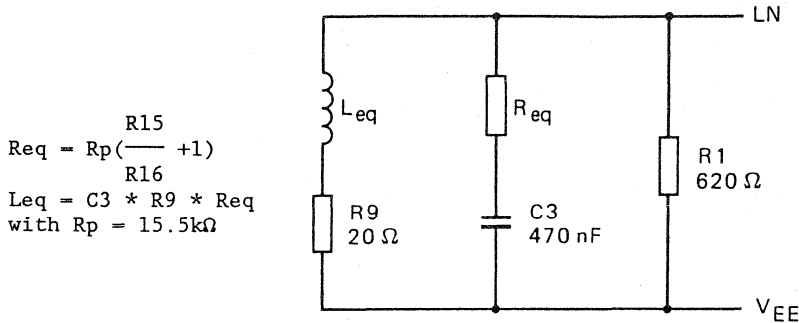 LN
Leq
Req
R15
Req = Rp(—— +1)
R16
Leq = C3 * R9 * Req
with Rp = 15.5kΩ
R1
620 Ω
R9
20 Ω
C3
470 nF
VEE